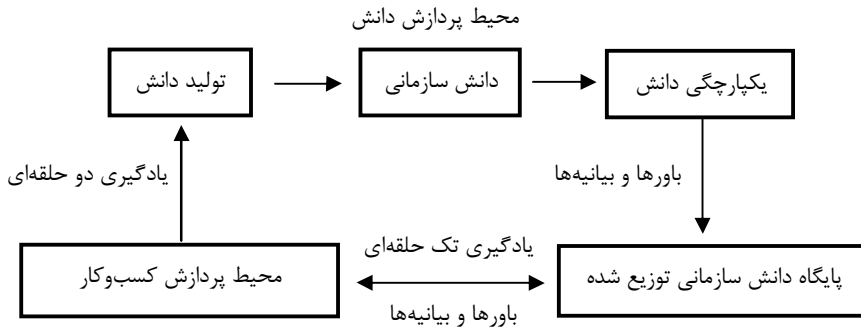 محیط پردازش دانش
یکپارچگی دانش
دانش سازمانی
تولید دانش
باورها و بیانیه‌ها
یادگیری دو حلقه‌ای
یادگیری تک حلقه‌ای
پایگاه دانش سازمانی توزیع شده
محیط پردازش کسب‌وکار
باورها و بیانیه‌ها